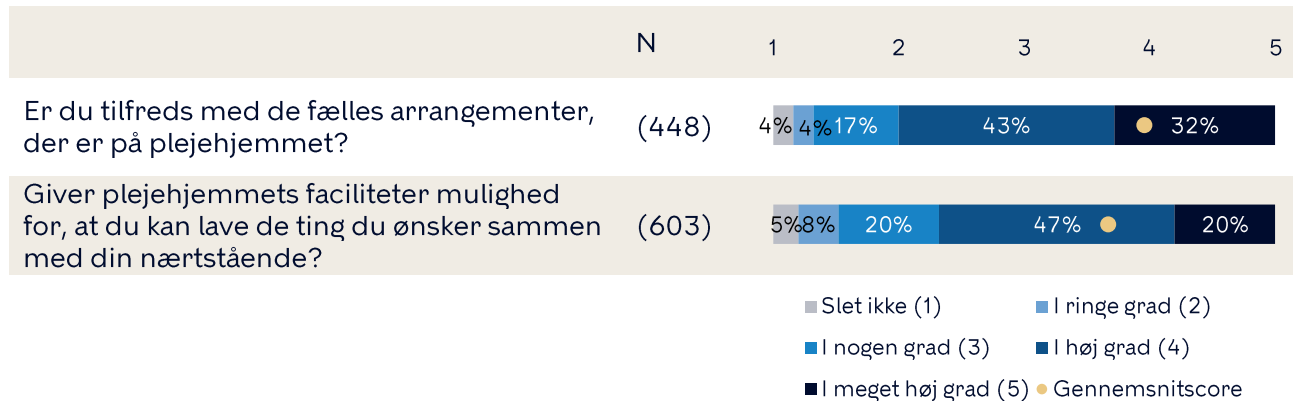 N 1 2 3 4 5
Er du tilfreds med de fælles arrangementer,
der er på plejehjemmet?
(448) 4% 4% 17% 43% 32%
Giver plejehjemmets faciliteter mulighed
for, at du kan lave de ting du ønsker sammen
med din nærtstående?
(603) 5% 8% 20% 47% 20%
Slet ikke (1) I ringe grad (2)
I nogen grad (3) I høj grad (4)
I meget høj grad (5) Gennemsnitscore